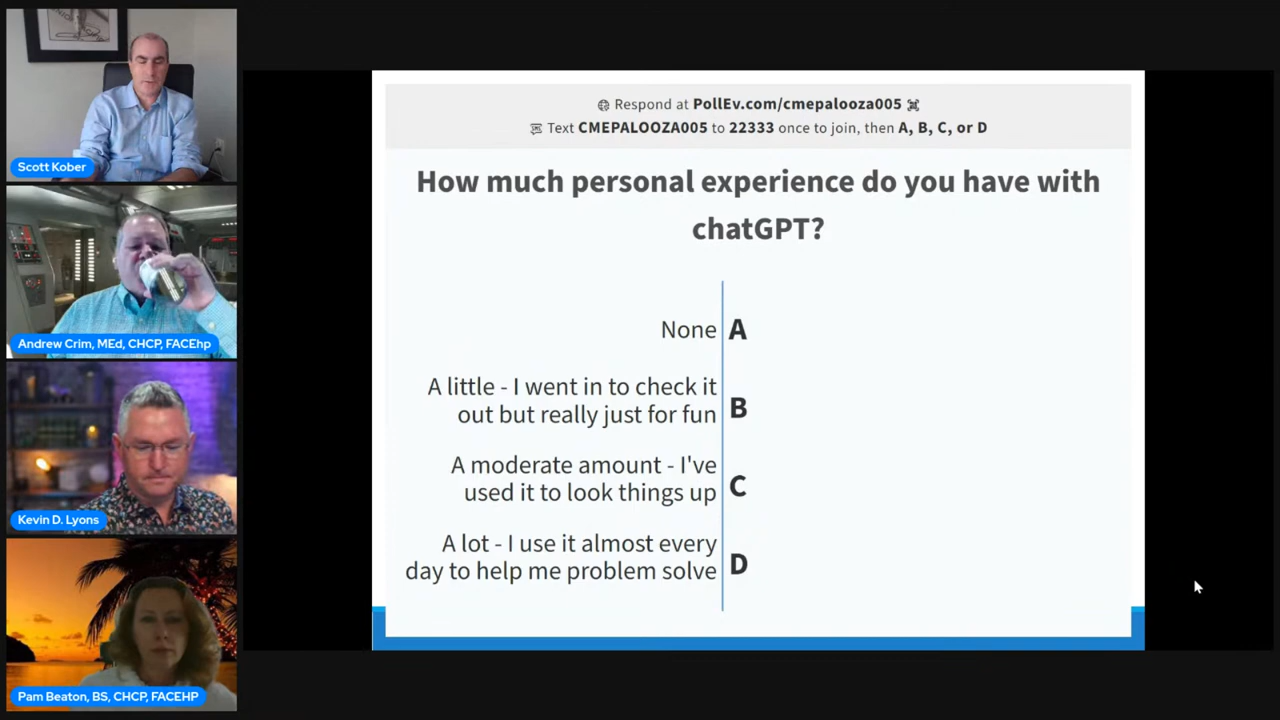 Scott Kober
Andrew Crim, MEd, CHCP, FACEhp
Kevin D. Lyons
Pam Beaton, BS, CHCP, FACEHP
Respond at PollEv.com/cmepalooza005
Text CMEPALOOZA005 to 22333 once to join, then A, B, C, or D
How much personal experience do you have with
chatGPT?
None A
A little - I went in to check it
out but really just for fun B
A moderate amount - I've
used it to look things up C
A lot - I use it almost every
day to help me problem solve D